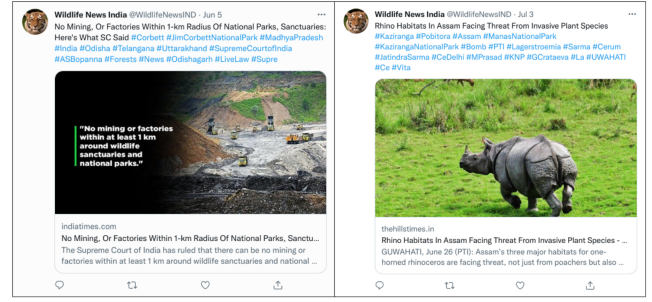 Wildlife News India @WildlifeNewsIND · Jun 5
No Mining, Or Factories Within 1-km Radius Of National Parks, Sanctuaries:
Here's What SC Said #Corbett #JimCorbettNationalPark #MadhyaPradesh
#India #Odisha #Telangana #Uttarakhand #SupremeCourtofIndia
#ASBopanna #Forests #News #Odishagarh #LiveLaw #Supre
"No mining or factories
within at least 1 km
around wildlife
sanctuaries and
national parks."
indiatimes.com
No Mining, Or Factories Within 1-km Radius Of National Parks, Sanctu...
The Supreme Court of India has ruled that there can be no mining or
factories within at least 1 km around wildlife sanctuaries and national ...
Wildlife News India @WildlifeNewsIND · Jul 3
Rhino Habitats In Assam Facing Threat From Invasive Plant Species
#Kaziranga #Pobitora #Assam #ManasNationalPark
#KazirangaNationalPark #Bomb #PTI #Lagerstroemia #Sarma #Cerum
#JatindraSarma #CeDelhi #MPrasad #KNP #GCrataeva #La #UWAHATI
#Ce #Vita
thehillstimes.in
Rhino Habitats In Assam Facing Threat From Invasive Plant Species - ...
GUWAHATI, June 26 (PTI): Assam's three major habitats for one-
horned rhinoceros are facing threat, not just from poachers but also ...